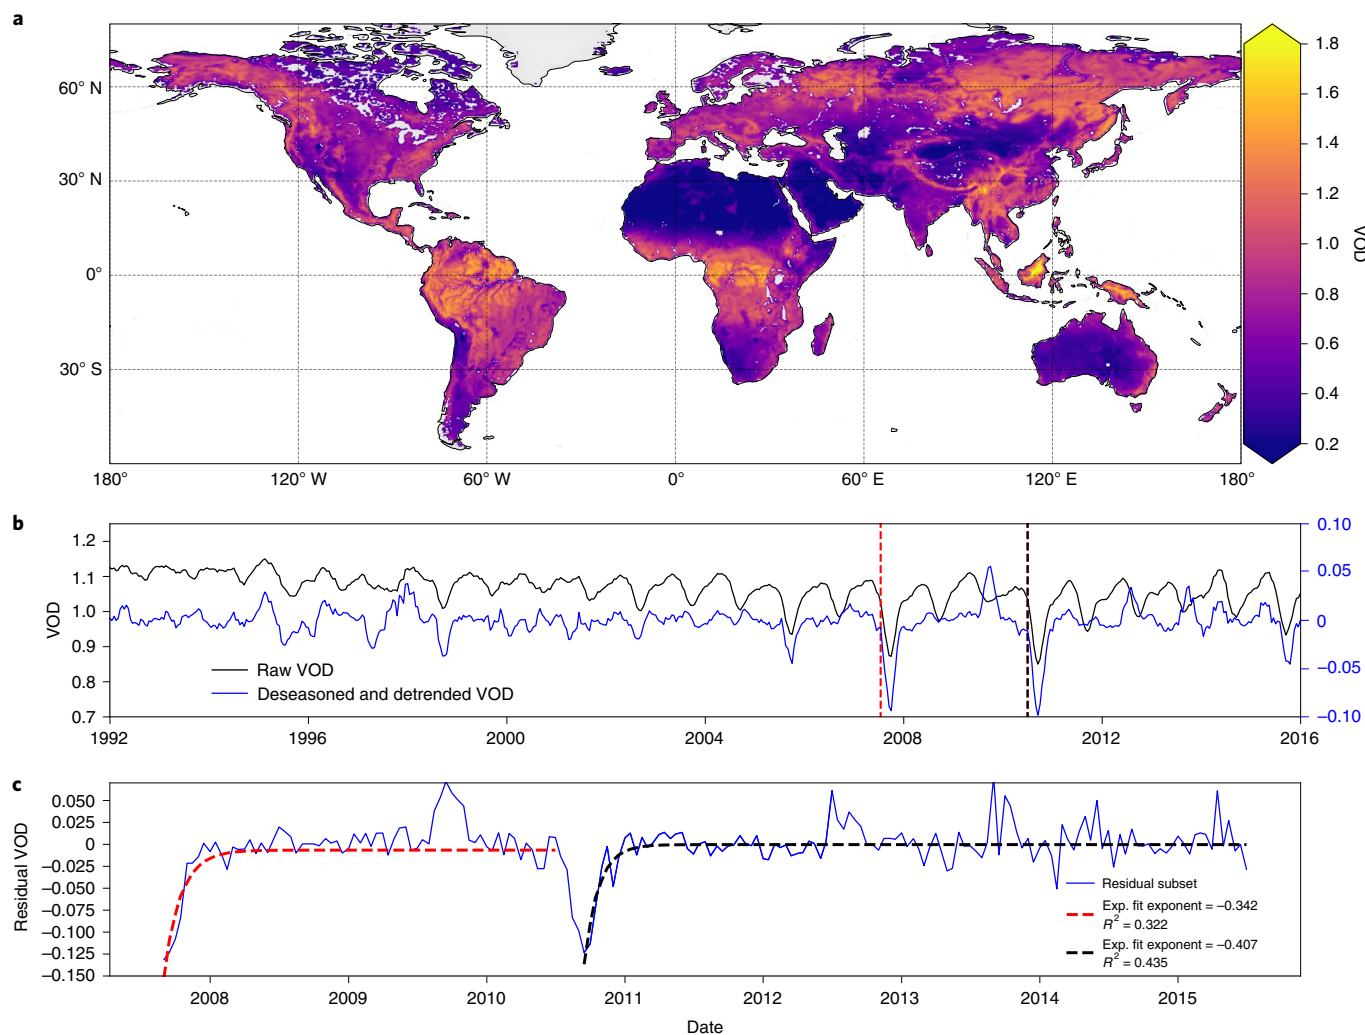 a
60° N
30° N
0°
30° S
180°
120° W
60° W
0°
60° E
120° E
180°
1.8
1.6
1.4
1.2
1.0
0.8
0.6
0.4
0.2
VOD
b
1.2
1.1
1.0
0.9
0.8
0.7
VOD
0.10
0.05
0
−0.05
−0.10
Raw VOD
Deseasoned and detrended VOD
1992
1996
2000
2004
2008
2012
2016
c
0.050
0.025
0
−0.025
−0.050
−0.075
−0.100
−0.125
−0.150
Residual VOD
Residual subset
Exp. fit exponent = −0.342
R² = 0.322
Exp. fit exponent = −0.407
R² = 0.435
2008
2009
2010
2011
2012
2013
2014
2015
Date